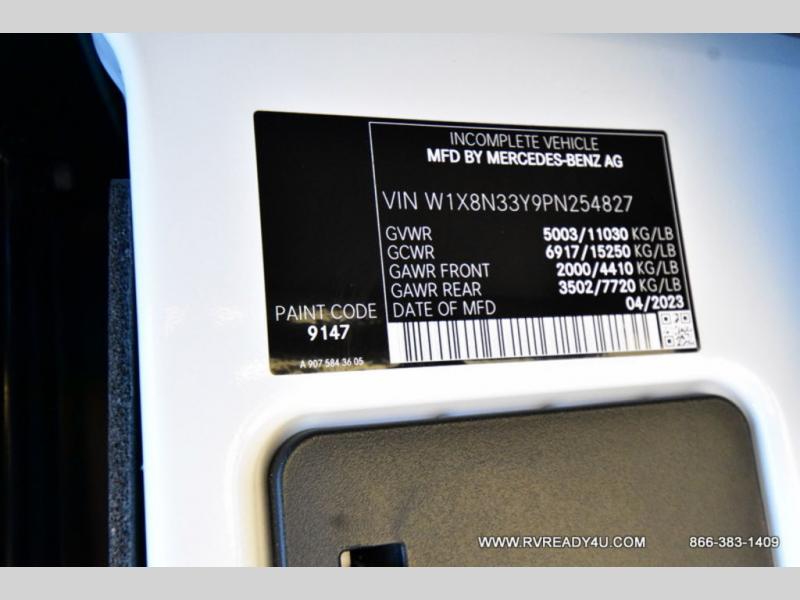 INCOMPLETE VEHICLE
MFD BY MERCEDES-BENZ AG
VIN W1X8N33Y9PN254827
GVWR 5003/11030 KG/LB
GCWR 6917/15250 KG/LB
GAWR FRONT 2000/4410 KG/LB
GAWR REAR 3502/7720 KG/LB
DATE OF MFD 04/2023
PAINT CODE
9147
A 907 584 36 05
WWW.RVREADY4U.COM 866-383-1409